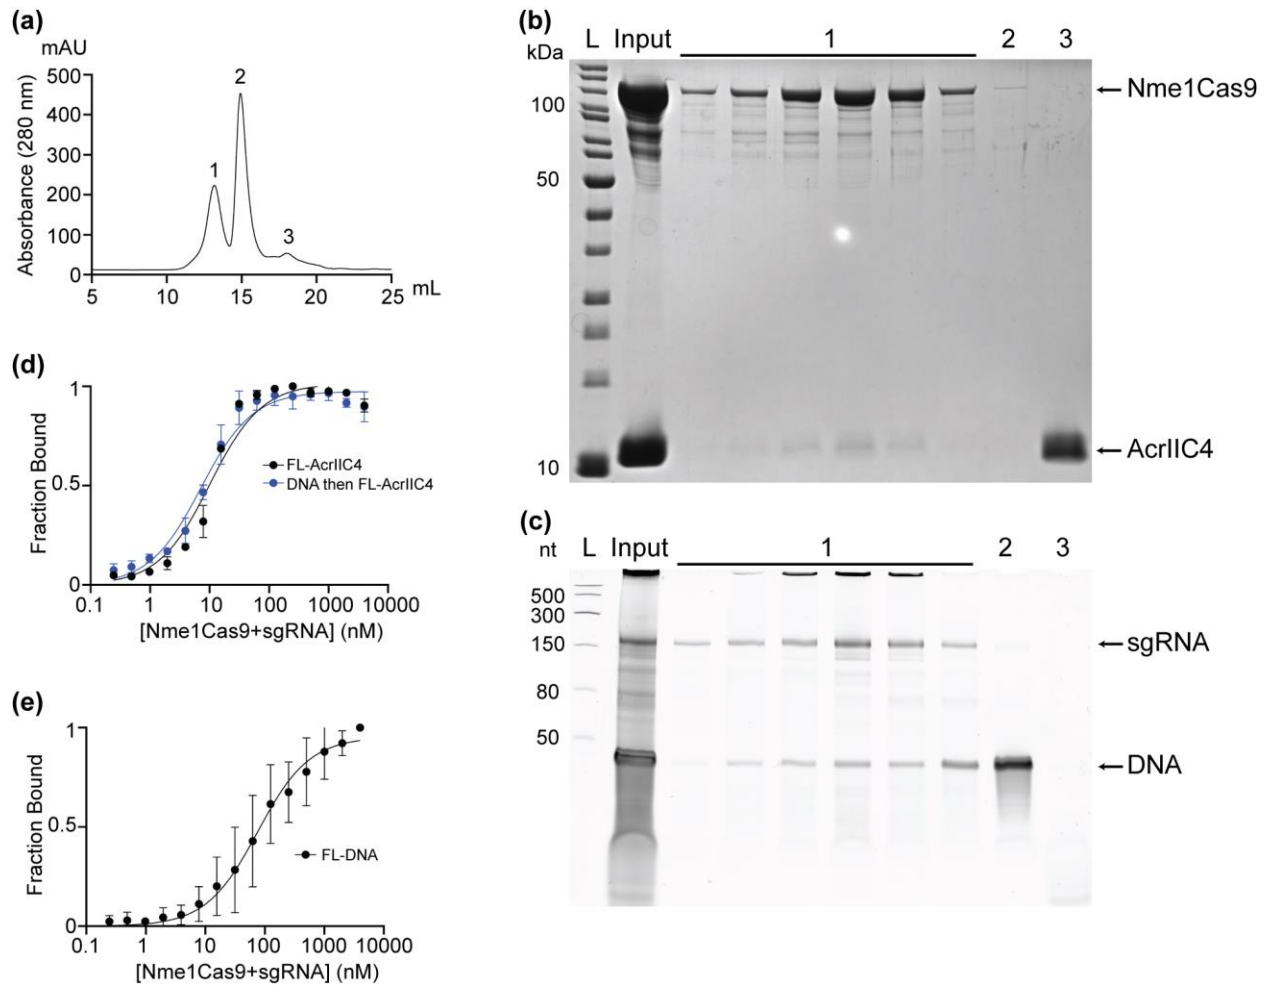 (a)
mAU
Absorbance (280 nm)
500
400
300
200
100
0
1
2
3
5 10 15 20 25 mL
(b)
L Input 1 2 3
kDa
100
50
10
Nme1Cas9
AcrIIC4
(d)
Fraction Bound
1
0.5
0
FL-AcrIIC4
DNA then FL-AcrIIC4
0.1 1 10 100 1000 10000
[Nme1Cas9+sgRNA] (nM)
(c)
nt L Input 1 2 3
500
300
150
80
50
sgRNA
DNA
(e)
Fraction Bound
1
0.5
0
FL-DNA
0.1 1 10 100 1000 10000
[Nme1Cas9+sgRNA] (nM)